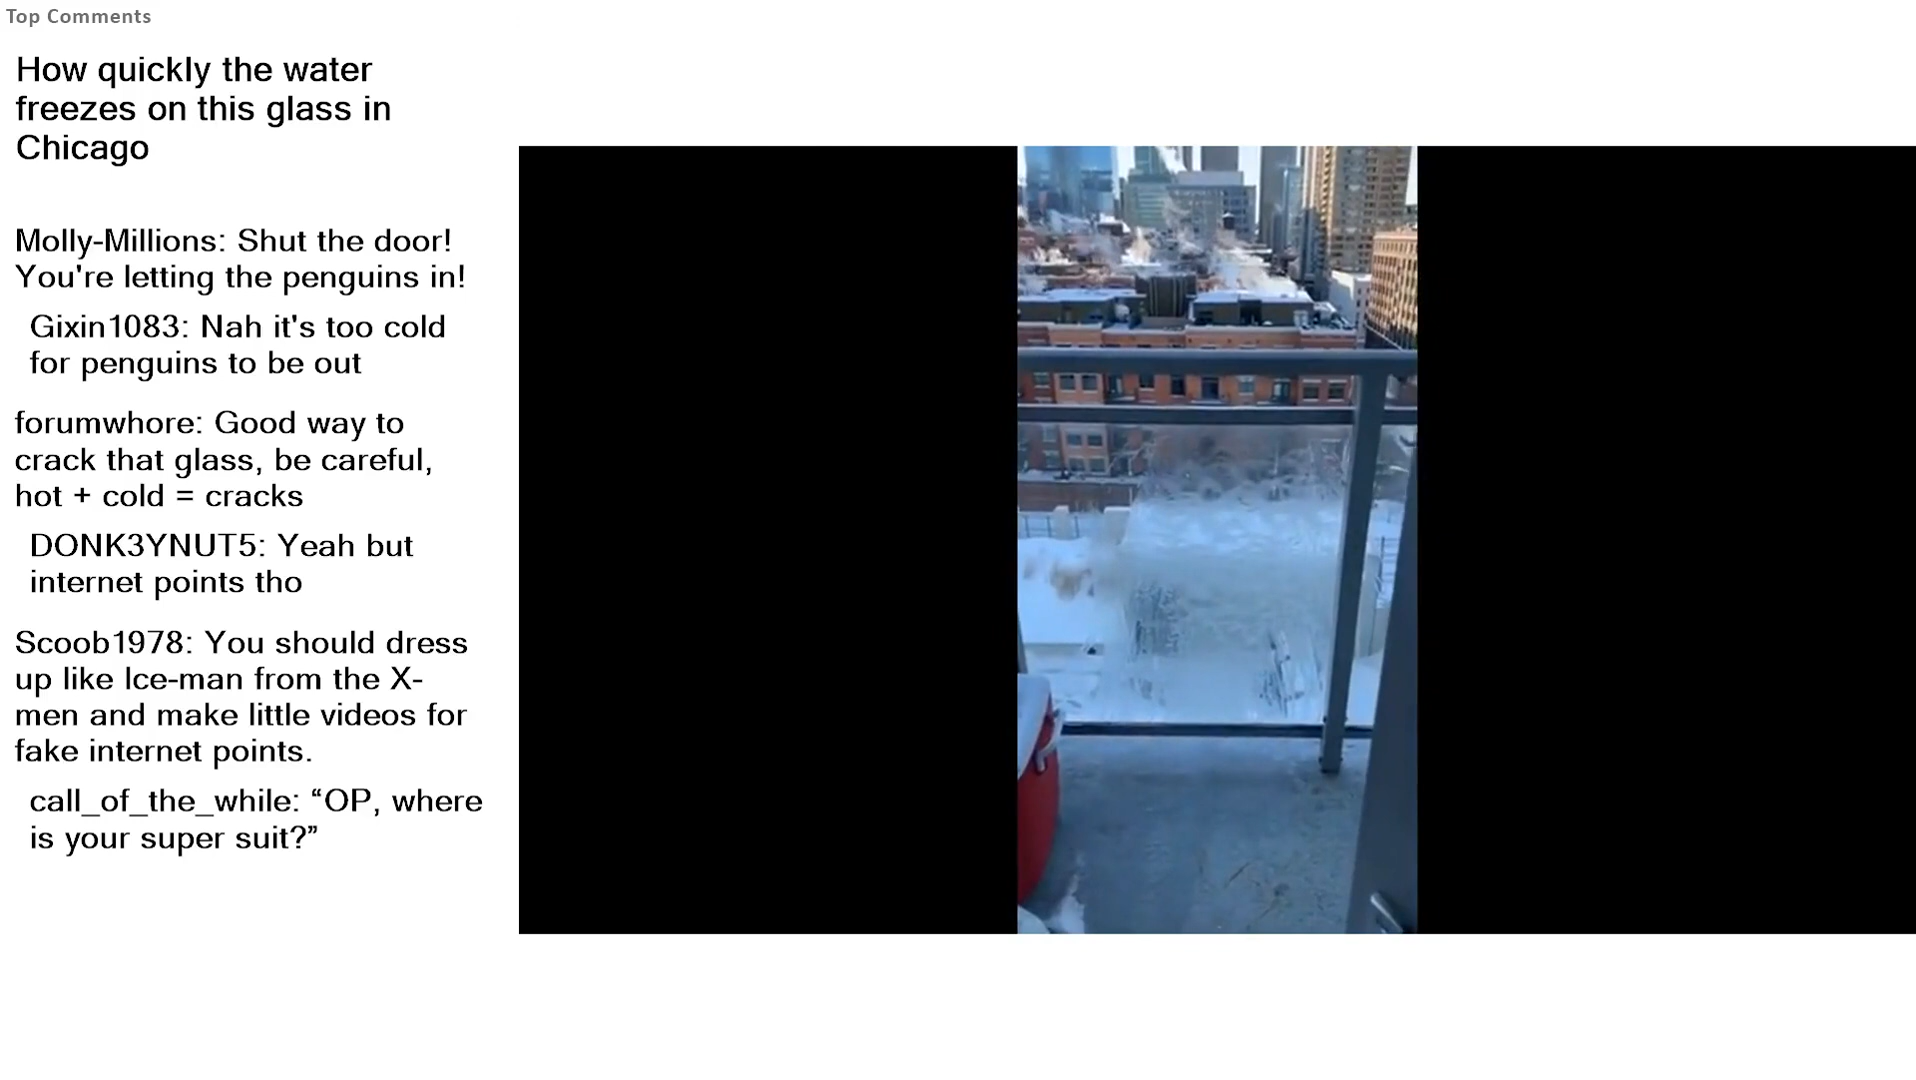 Top Comments
How quickly the water
freezes on this glass in
Chicago
Molly-Millions: Shut the door!
You're letting the penguins in!
Gixin1083: Nah it's too cold
for penguins to be out
forumwhore: Good way to
crack that glass, be careful,
hot + cold = cracks
DONK3YNUT5: Yeah but
internet points tho
Scoob1978: You should dress
up like Ice-man from the X-
men and make little videos for
fake internet points.
call_of_the_while: “OP, where
is your super suit?”